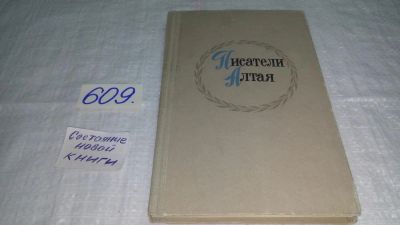 609.
Состояние
новой
книги
Писатели
Алтая